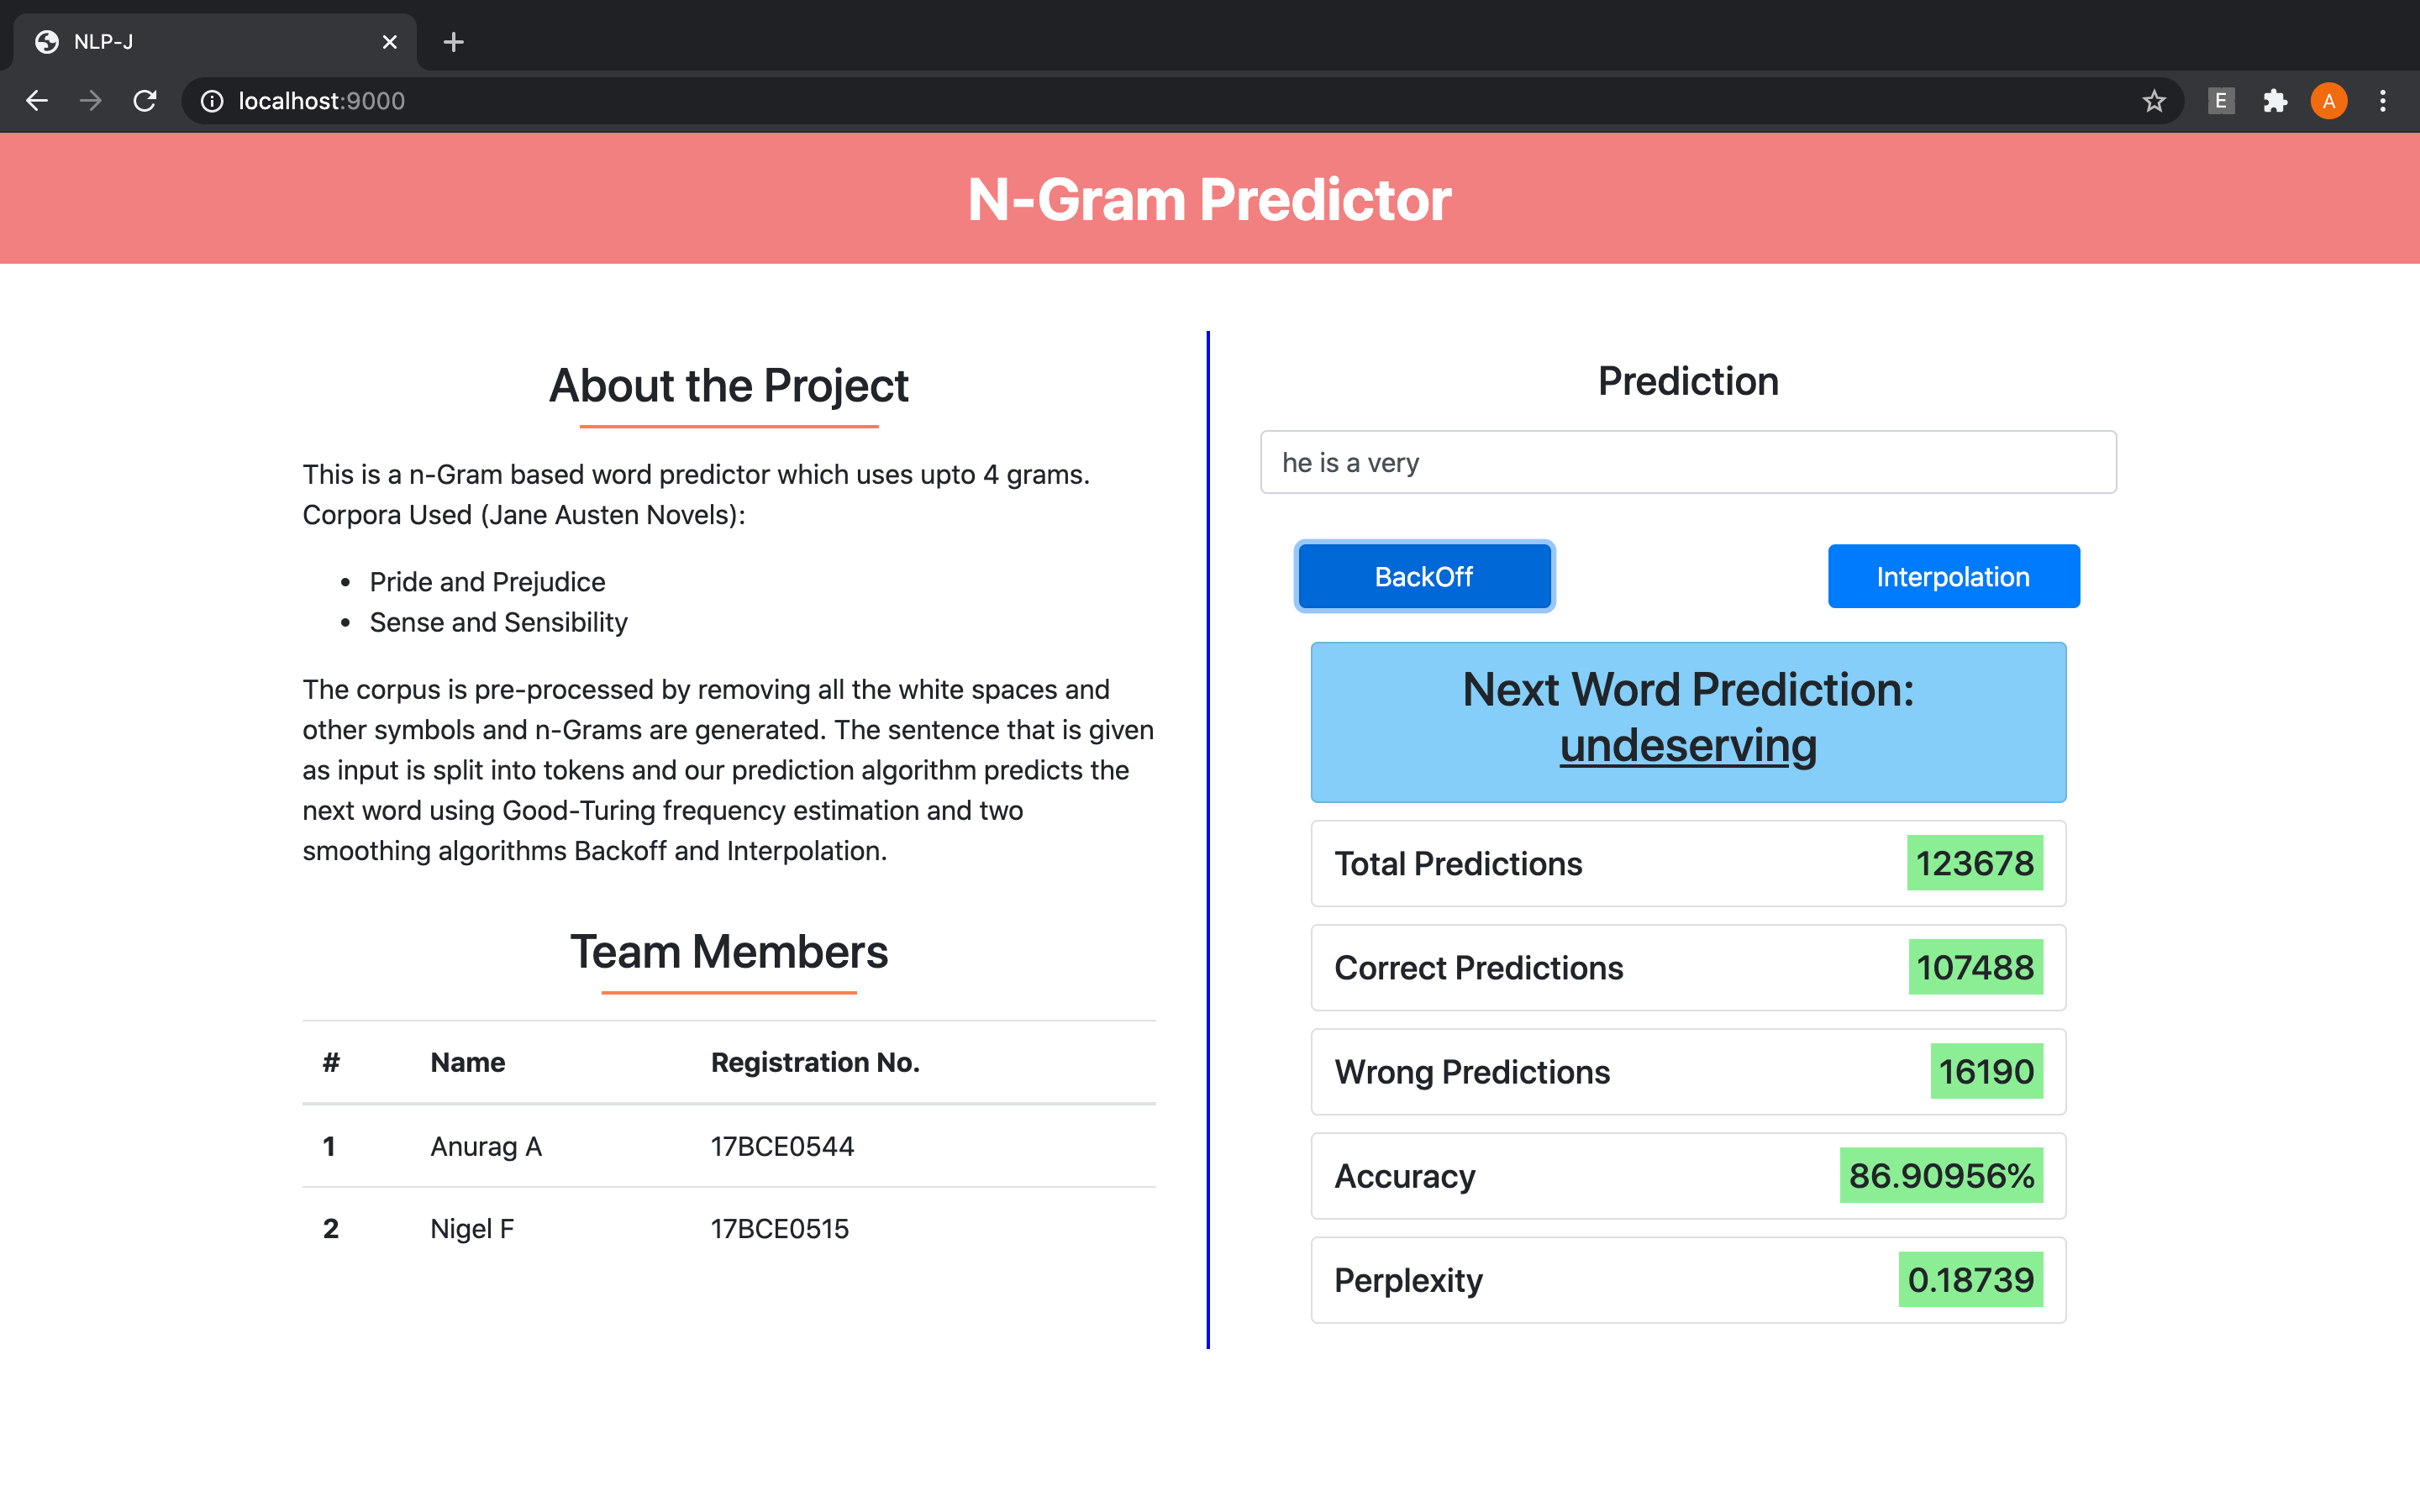 NLP-J
localhost:9000
E
A
N-Gram Predictor
About the Project
This is a n-Gram based word predictor which uses upto 4 grams.
Corpora Used (Jane Austen Novels):
• Pride and Prejudice
• Sense and Sensibility
The corpus is pre-processed by removing all the white spaces and
other symbols and n-Grams are generated. The sentence that is given
as input is split into tokens and our prediction algorithm predicts the
next word using Good-Turing frequency estimation and two
smoothing algorithms Backoff and Interpolation.
Team Members
# Name Registration No.
1 Anurag A 17BCE0544
2 Nigel F 17BCE0515
Prediction
he is a very
BackOff Interpolation
Next Word Prediction:
undeserving
Total Predictions 123678
Correct Predictions 107488
Wrong Predictions 16190
Accuracy 86.90956%
Perplexity 0.18739